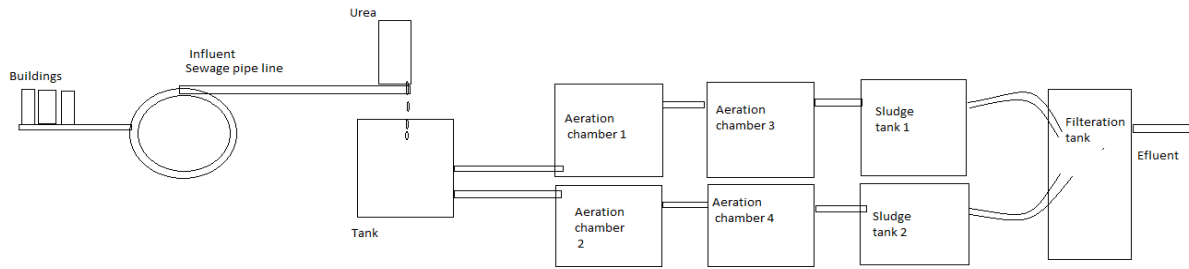 Urea
Influent
Sewage pipe line
Buildings
Aeration
chamber 1
Aeration
chamber 3
Sludge
tank 1
Filteration
tank
Efluent
Aeration
chamber
2
Aeration
chamber 4
Sludge
tank 2
Tank